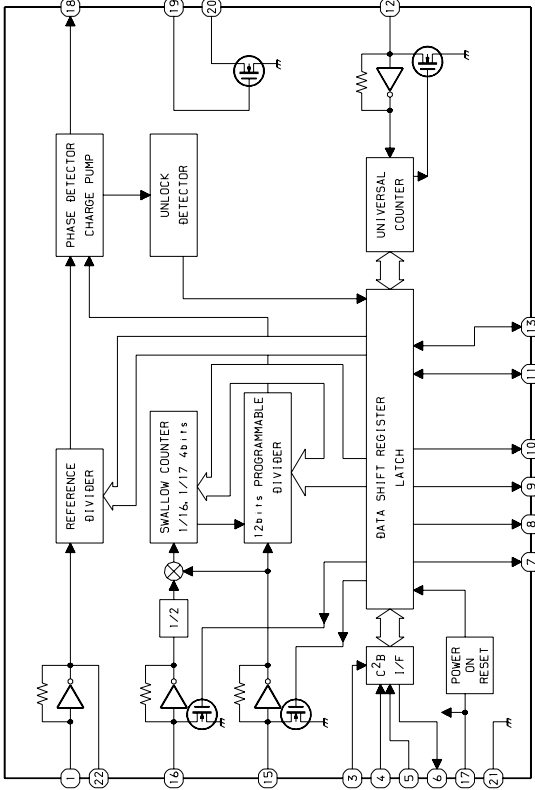 18
19
20
12
PHASE DETECTOR
CHARGE PUMP
UNLOCK
DETECTOR
UNIVERSAL
COUNTER
REFERENCE
DIVIDER
SWALLOW COUNTER
1/16, 1/17 4bits
12bits PROGRAMMABLE
DIVIDER
DATA SHIFT REGISTER
LATCH
13
11
10
9
8
7
1/2
C²B
I/F
POWER
ON
RESET
1
22
16
15
3
4
5
6
17
21